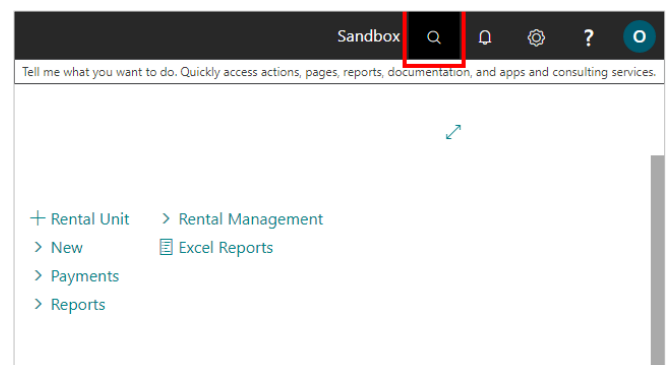 Sandbox ? O
Tell me what you want to do. Quickly access actions, pages, reports, documentation, and apps and consulting services.
+ Rental Unit > Rental Management
> New Excel Reports
> Payments
> Reports